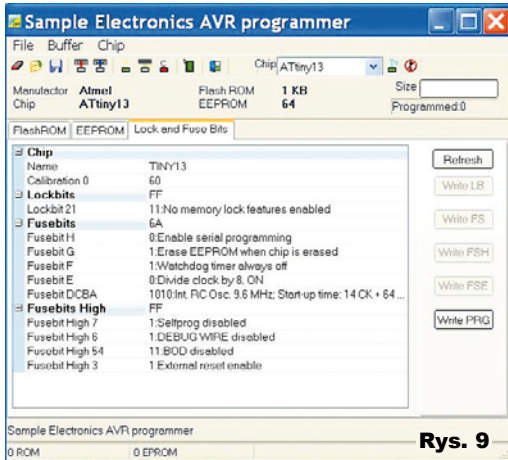 Sample Electronics AVR programmer
File Buffer Chip
Chip ATtiny13
Manufactor Atmel Flash ROM 1 KB Size
Chip ATtiny13 EEPROM 64 Programmed:0
FlashROM EEPROM Lock and Fuse Bits
Chip
Name TINY13
Calibration 0 60
Lockbits FF
Lockbit 21 11:No memory lock features enabled
Fusebits 6A
Fusebit H 0:Enable serial programming
Fusebit G 1:Erase EEPROM when chip is erased
Fusebit F 1:Watchdog timer always off
Fusebit E 0:Divide clock by 8, ON
Fusebit DCBA 1010:Int. RC Osc. 9.6 MHz; Start-up time: 14 CK + 64 ...
Fusebits High FF
Fusebit High 7 1:Selfprog disabled
Fusebit High 6 1:DEBUG WIRE disabled
Fusebit High 54 11:BOD disabled
Fusebit High 3 1:External reset enable
Refresh
Write LB
Write FS
Write FSH
Write FSE
Write PRG
Sample Electronics AVR programmer
0 ROM 0 EPROM
Rys. 9